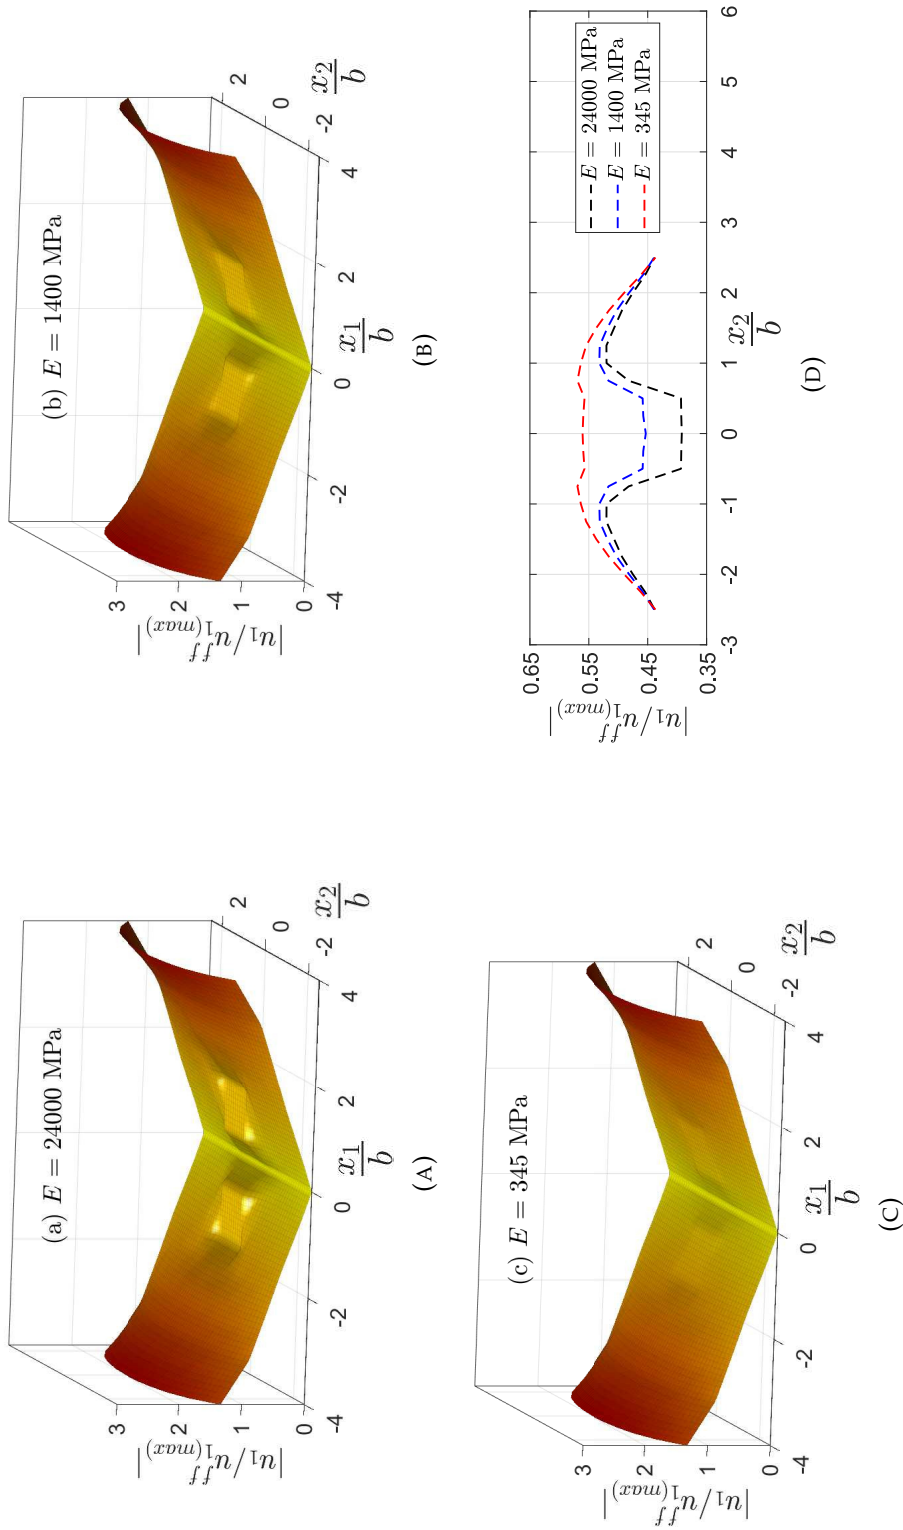 (a) E = 24000 MPa
3
2
1
0
|u1/u1(max)^ff|
-4
-2
0
2
4
x1/b
-2
0
2
x2/b
(A)
(b) E = 1400 MPa
3
2
1
0
|u1/u1(max)^ff|
-4
-2
0
2
4
x1/b
-2
0
2
x2/b
(B)
(c) E = 345 MPa
3
2
1
0
|u1/u1(max)^ff|
-4
-2
0
2
4
x1/b
-2
0
2
x2/b
(C)
0.65
0.55
0.45
0.35
|u1/u1(max)^ff|
-3
-2
-1
0
1
2
3
4
5
6
x2/b
E = 24000 MPa
E = 1400 MPa
E = 345 MPa
(D)